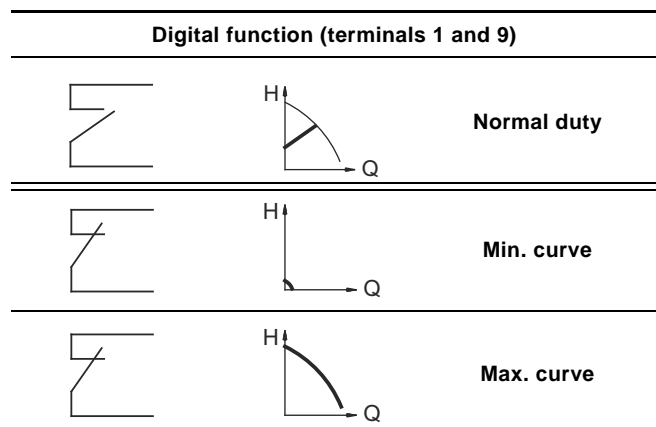 Digital function (terminals 1 and 9)
H
Q
Normal duty
H
Q
Min. curve
H
Q
Max. curve